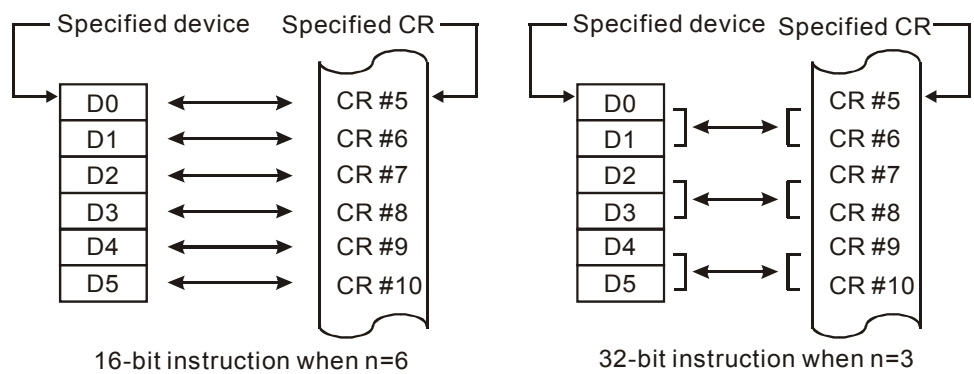 Specified device Specified CR
D0 CR #5
D1 CR #6
D2 CR #7
D3 CR #8
D4 CR #9
D5 CR #10
16-bit instruction when n=6
Specified device Specified CR
D0 CR #5
D1 CR #6
D2 CR #7
D3 CR #8
D4 CR #9
D5 CR #10
32-bit instruction when n=3